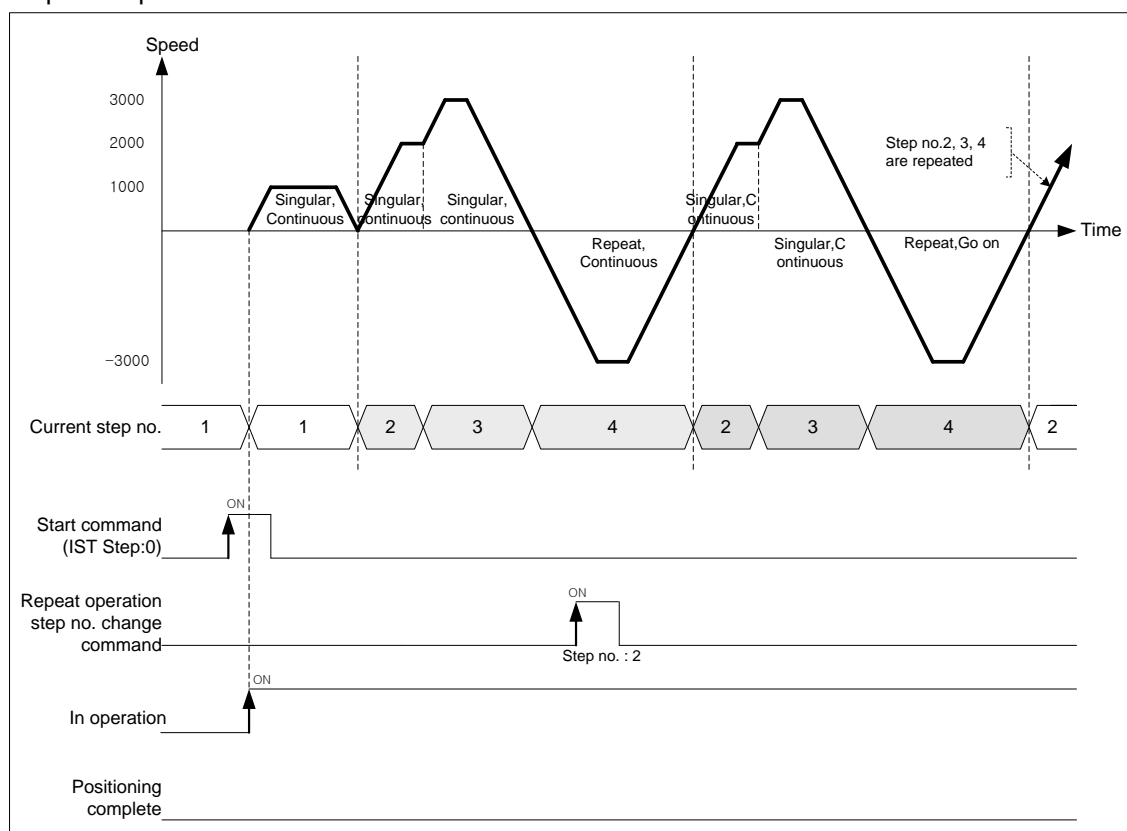 Speed
3000
2000
1000
-3000
Singular,
Continuous
Singular,
continuous
Singular,
continuous
Repeat,
Continuous
Singular,C
ontinuous
Singular,C
ontinuous
Repeat,Go on
Step no.2, 3, 4
are repeated
Time
Current step no.
1
1
2
3
4
2
3
4
2
Start command
(IST Step:0)
ON
Repeat operation
step no. change
command
ON
Step no. : 2
In operation
ON
Positioning
complete